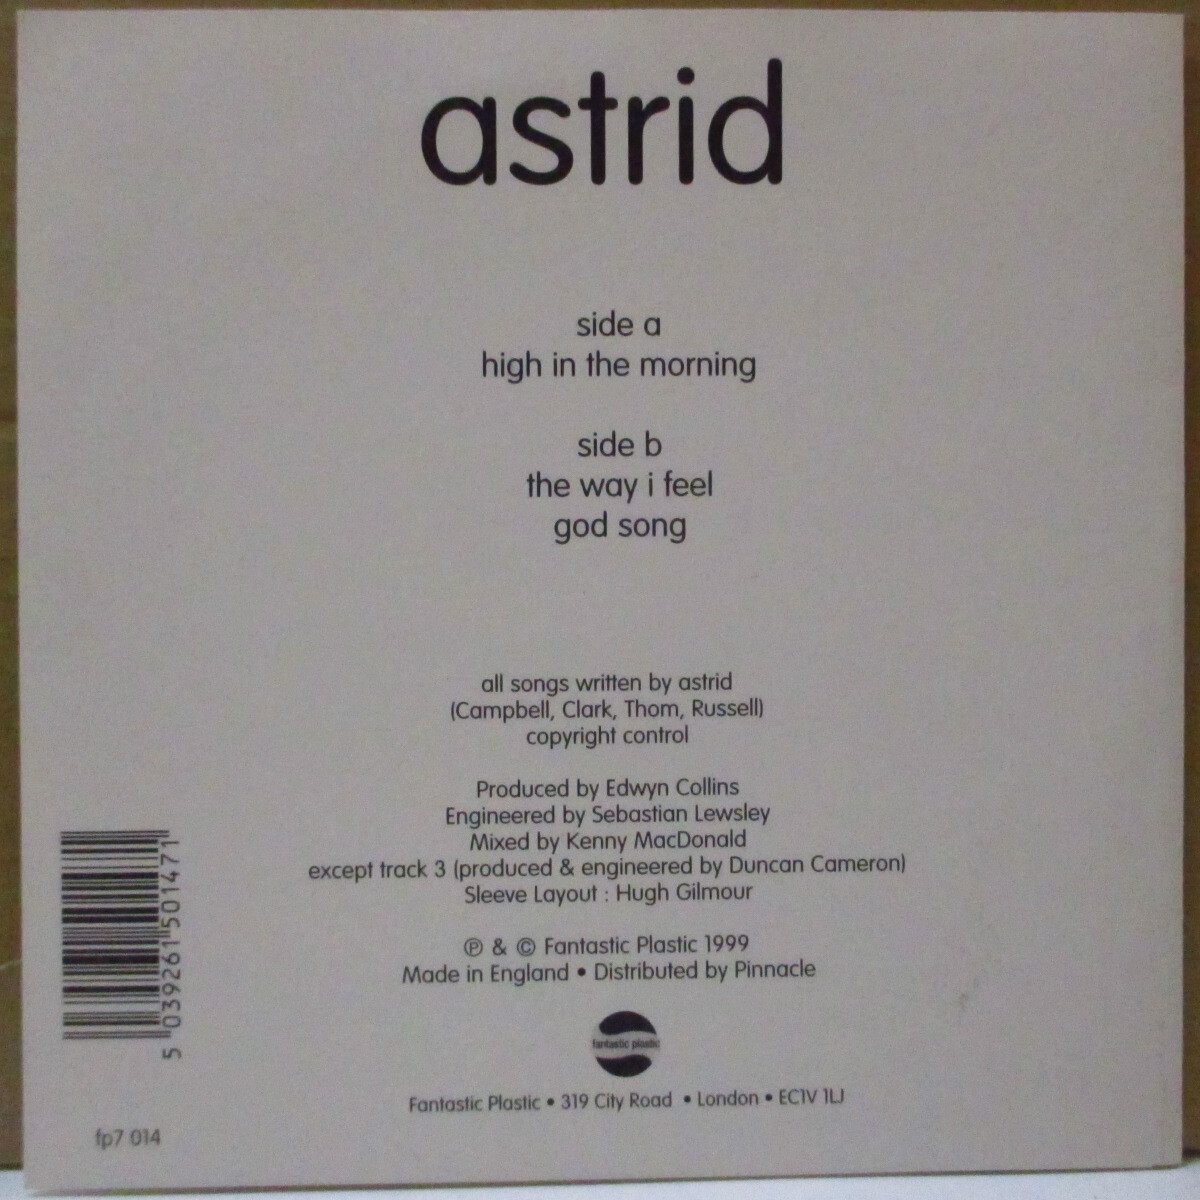 astrid
side a
high in the morning
side b
the way i feel
god song
all songs written by astrid
(Campbell, Clark, Thom, Russell)
copyright control
Produced by Edwyn Collins
Engineered by Sebastian Lewsley
Mixed by Kenny MacDonald
except track 3 (produced & engineered by Duncan Cameron)
Sleeve Layout : Hugh Gilmour
℗ & © Fantastic Plastic 1999
Made in England • Distributed by Pinnacle
fantastic plastic
Fantastic Plastic • 319 City Road • London • EC1V 1LJ
5 039261 501471
fp7 014